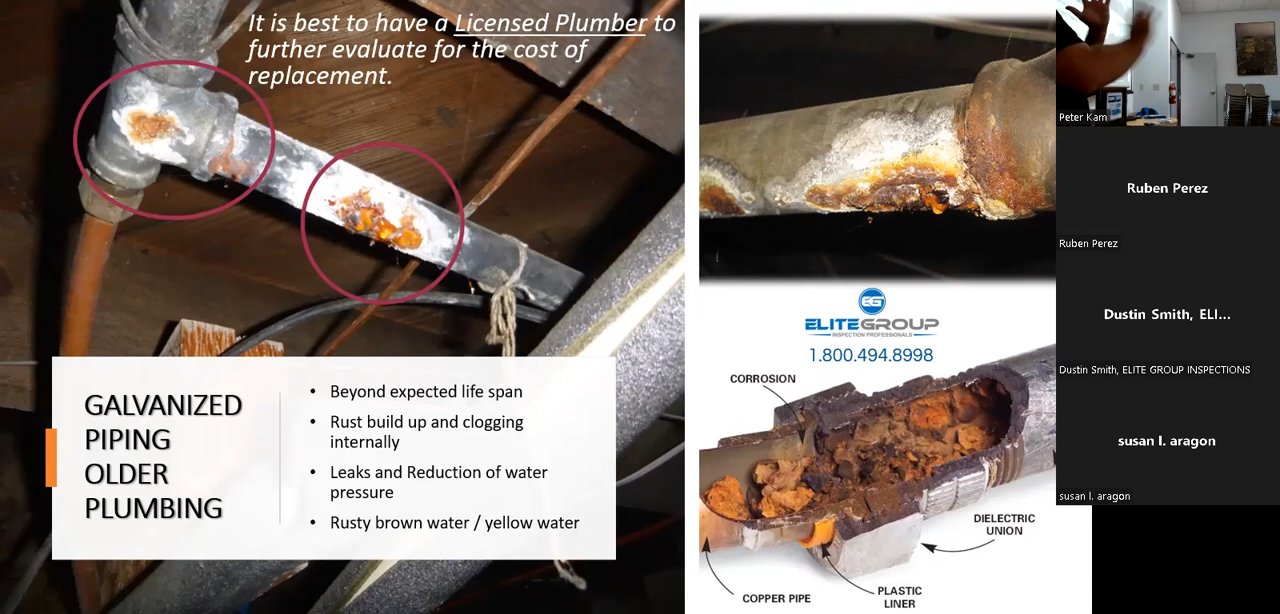 It is best to have a Licensed Plumber to
further evaluate for the cost of
replacement.
GALVANIZED
PIPING
OLDER
PLUMBING
• Beyond expected life span
• Rust build up and clogging
internally
• Leaks and Reduction of water
pressure
• Rusty brown water / yellow water
EG
ELITEGROUP
INSPECTION PROFESSIONALS
1.800.494.8998
CORROSION
DIELECTRIC
UNION
PLASTIC
LINER
COPPER PIPE
Peter Kam
Ruben Perez
Ruben Perez
Dustin Smith, ELI...
Dustin Smith, ELITE GROUP INSPECTIONS
susan l. aragon
susan l. aragon